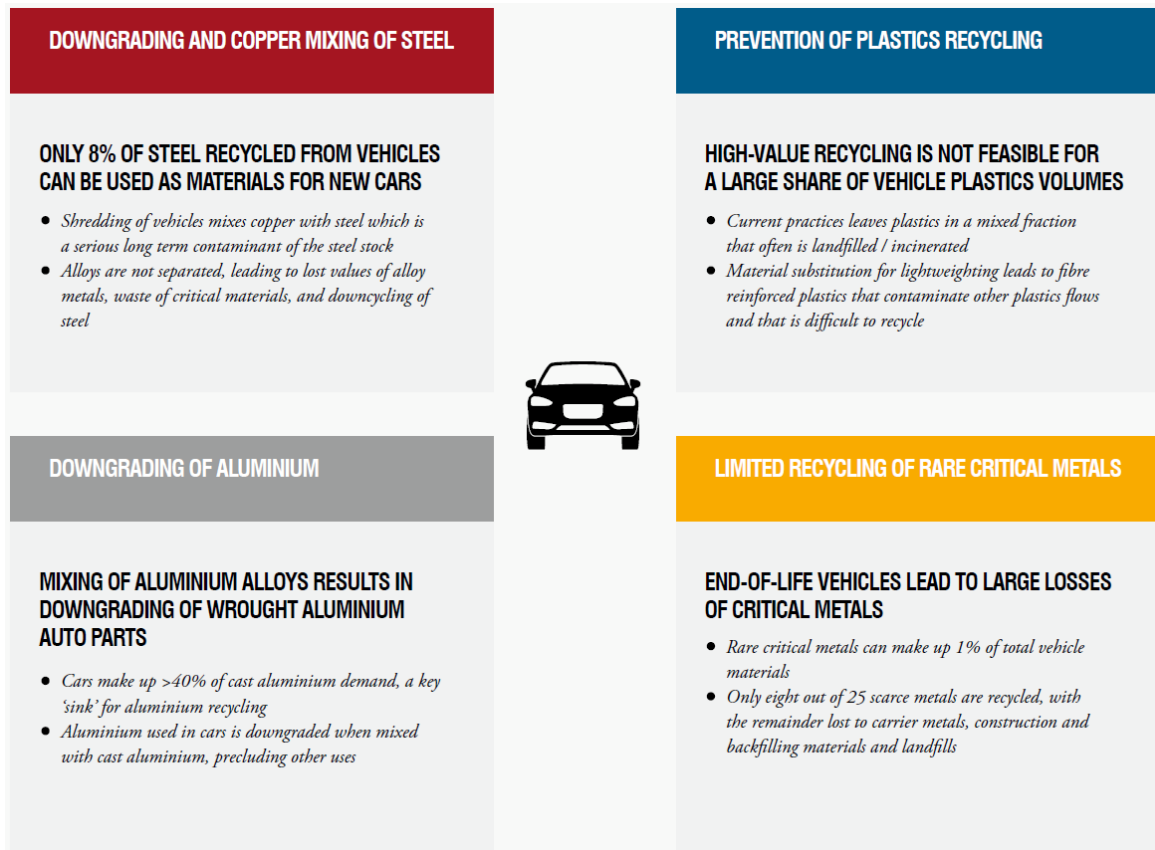 DOWNGRADING AND COPPER MIXING OF STEEL
ONLY 8% OF STEEL RECYCLED FROM VEHICLES
CAN BE USED AS MATERIALS FOR NEW CARS
• Shredding of vehicles mixes copper with steel which is
a serious long term contaminant of the steel stock
• Alloys are not separated, leading to lost values of alloy
metals, waste of critical materials, and downcycling of
steel
PREVENTION OF PLASTICS RECYCLING
HIGH-VALUE RECYCLING IS NOT FEASIBLE FOR
A LARGE SHARE OF VEHICLE PLASTICS VOLUMES
• Current practices leaves plastics in a mixed fraction
that often is landfilled / incinerated
• Material substitution for lightweighting leads to fibre
reinforced plastics that contaminate other plastics flows
and that is difficult to recycle
DOWNGRADING OF ALUMINIUM
MIXING OF ALUMINIUM ALLOYS RESULTS IN
DOWNGRADING OF WROUGHT ALUMINIUM
AUTO PARTS
• Cars make up >40% of cast aluminium demand, a key
‘sink’ for aluminium recycling
• Aluminium used in cars is downgraded when mixed
with cast aluminium, precluding other uses
LIMITED RECYCLING OF RARE CRITICAL METALS
END-OF-LIFE VEHICLES LEAD TO LARGE LOSSES
OF CRITICAL METALS
• Rare critical metals can make up 1% of total vehicle
materials
• Only eight out of 25 scarce metals are recycled, with
the remainder lost to carrier metals, construction and
backfilling materials and landfills